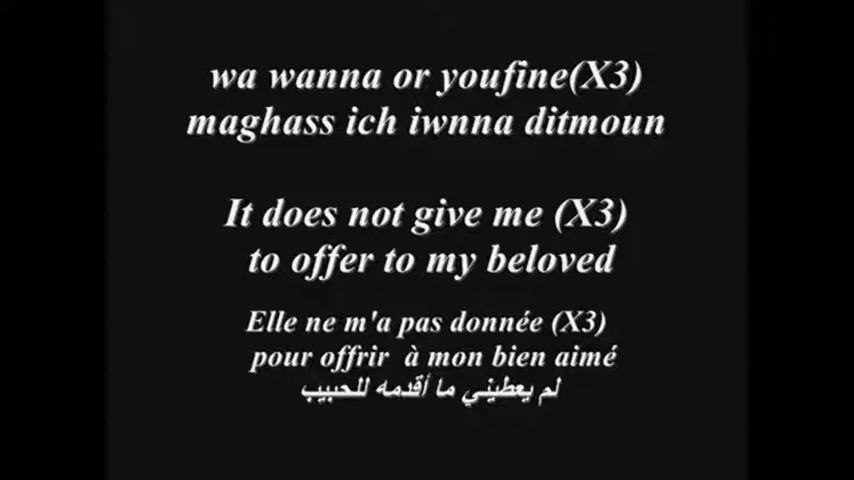 wa wanna or youfine(X3)
maghass ich iwnna ditmoun
It does not give me (X3)
to offer to my beloved
Elle ne m'a pas donnée (X3)
pour offrir à mon bien aimé
لم يعطيني ما أقدمه للحبيب